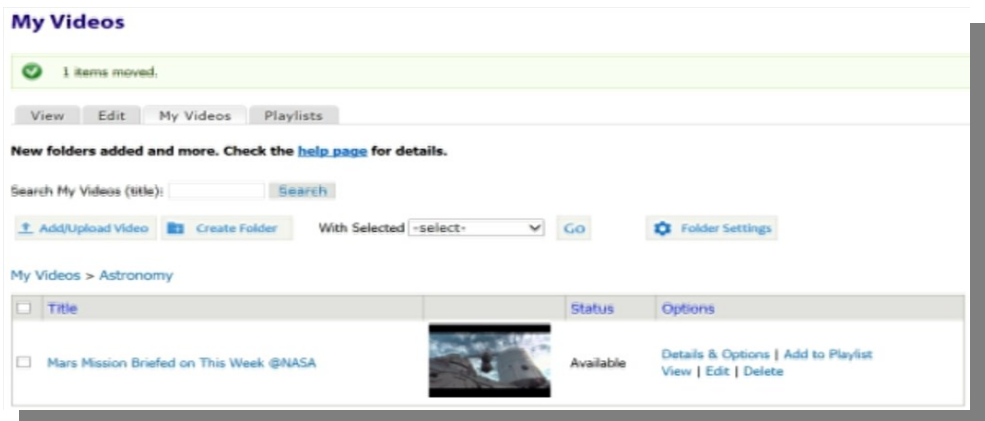 My Videos
1 items moved.
View Edit My Videos Playlists
New folders added and more. Check the help page for details.
Search My Videos (title): Search
Add/Upload Video Create Folder With Selected -select- Go Folder Settings
My Videos > Astronomy
Title Status Options
Mars Mission Briefed on This Week @NASA Available Details & Options | Add to Playlist
View | Edit | Delete